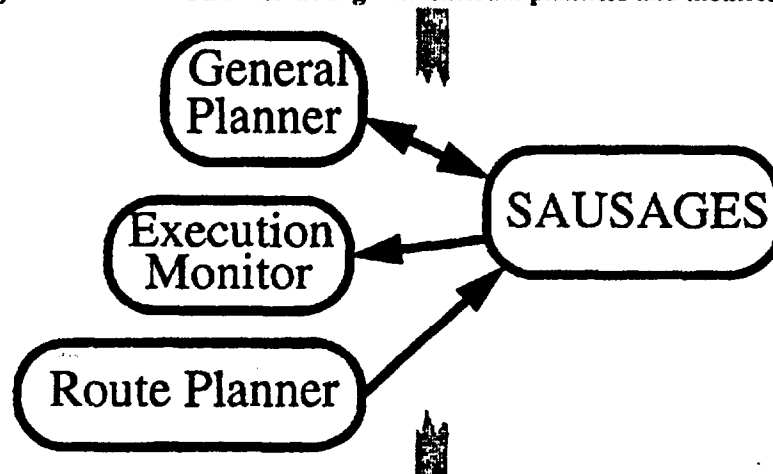 General
Planner
SAUSAGES
Execution
Monitor
Route Planner